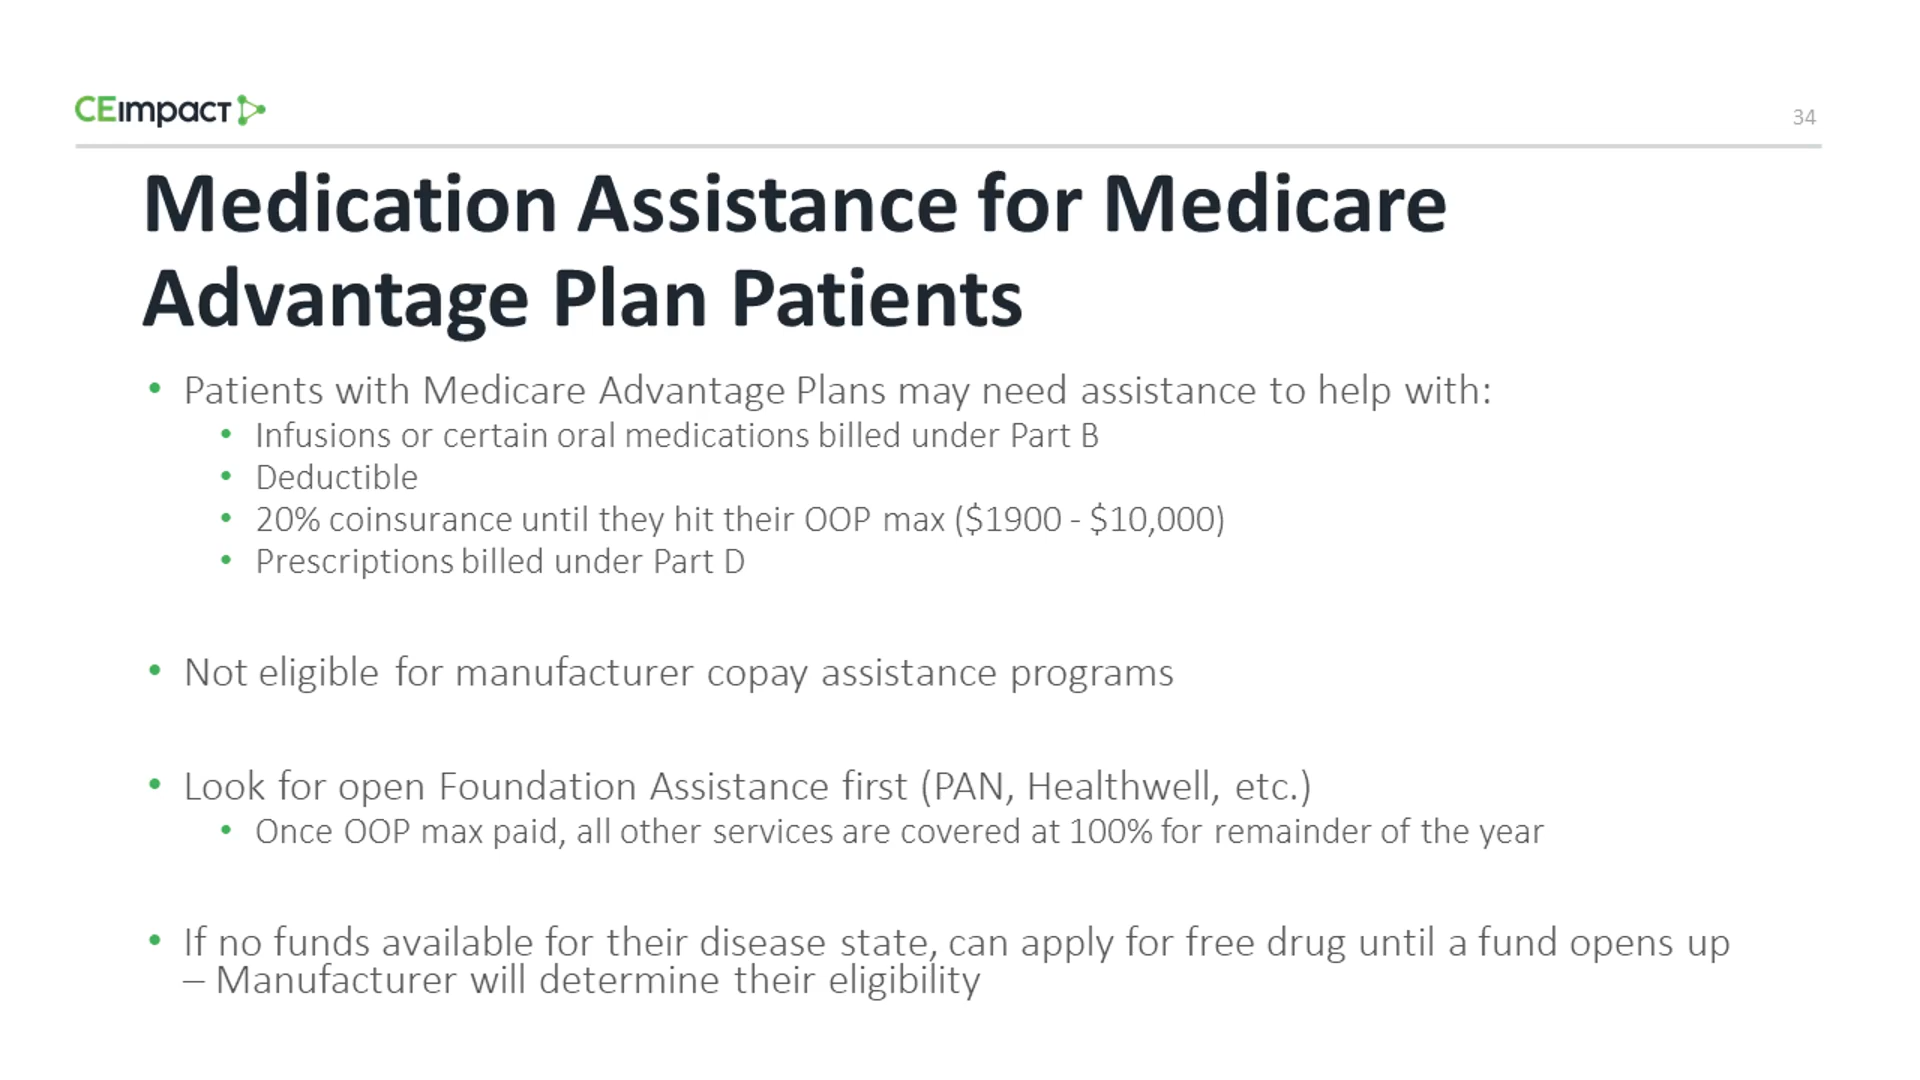 CEimpact
34
Medication Assistance for Medicare
Advantage Plan Patients
• Patients with Medicare Advantage Plans may need assistance to help with:
• Infusions or certain oral medications billed under Part B
• Deductible
• 20% coinsurance until they hit their OOP max ($1900 - $10,000)
• Prescriptions billed under Part D
• Not eligible for manufacturer copay assistance programs
• Look for open Foundation Assistance first (PAN, Healthwell, etc.)
• Once OOP max paid, all other services are covered at 100% for remainder of the year
• If no funds available for their disease state, can apply for free drug until a fund opens up
– Manufacturer will determine their eligibility